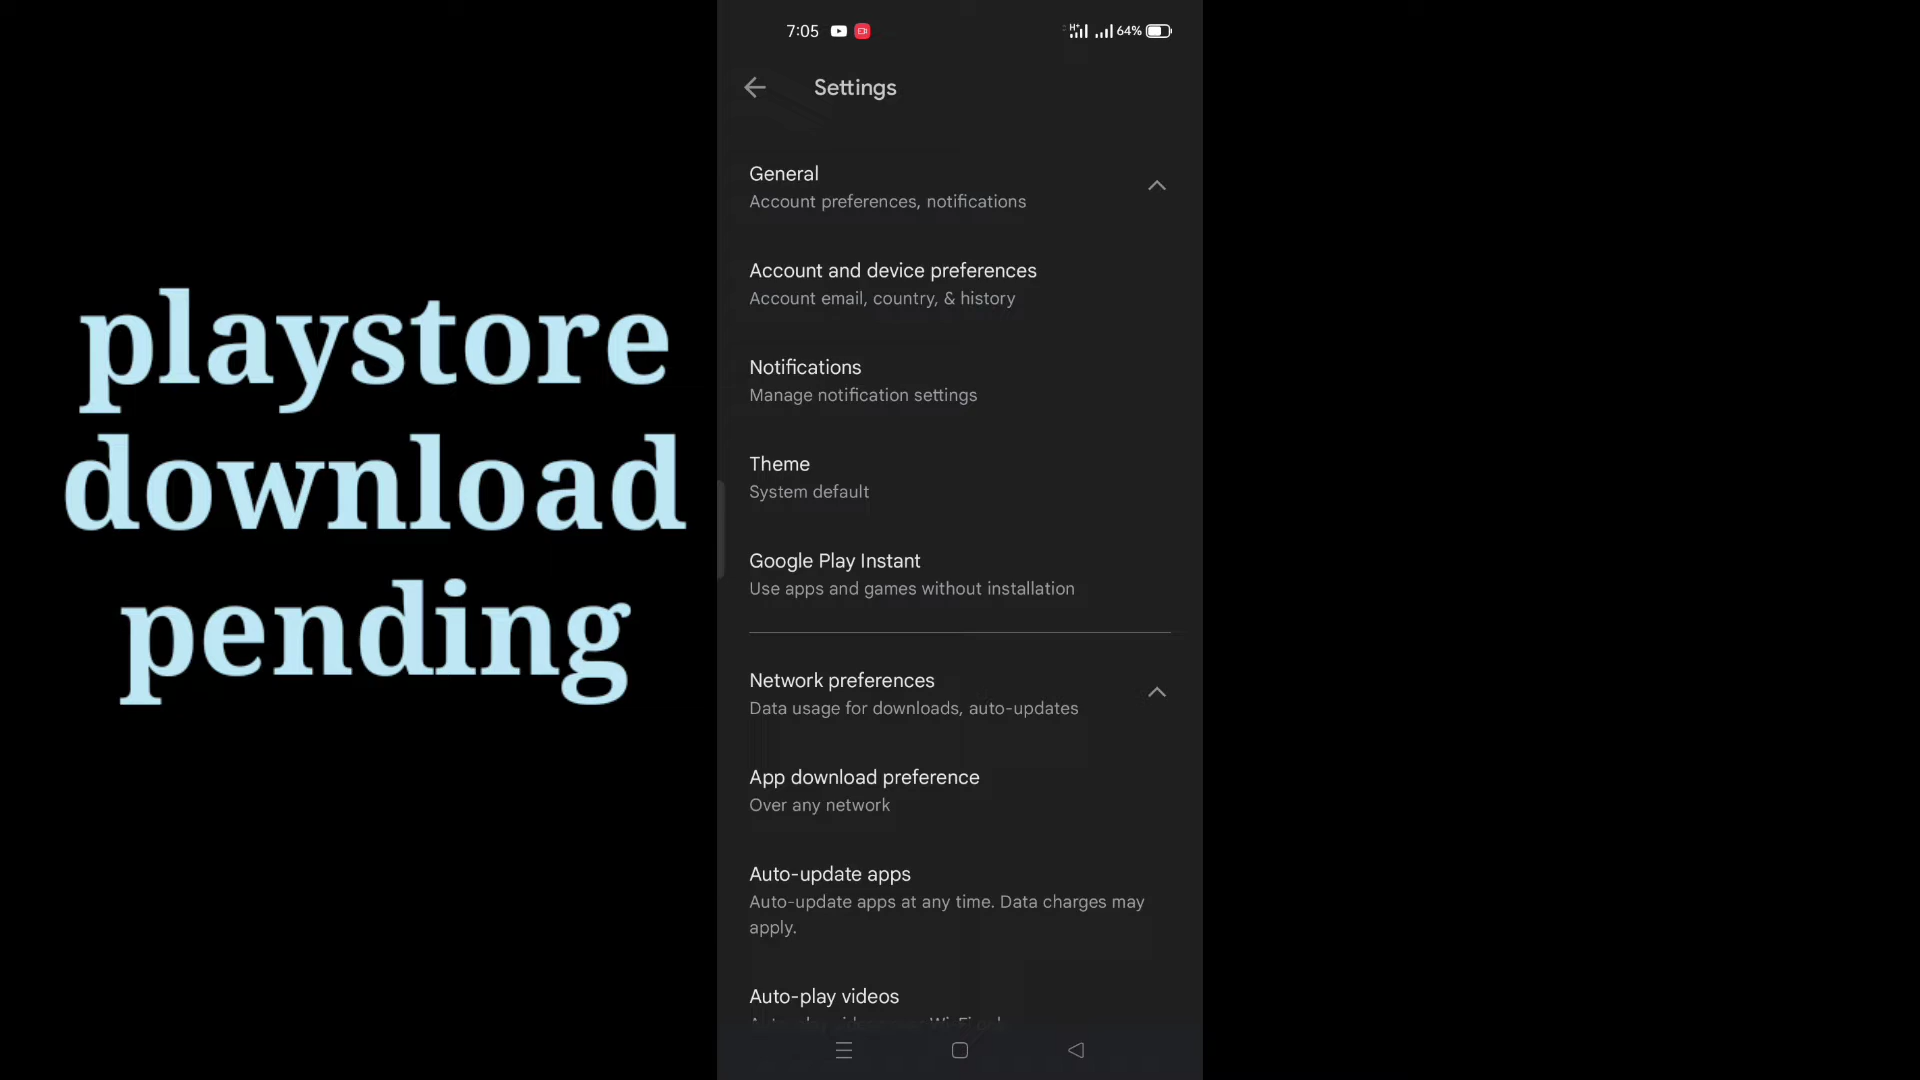 playstore
download
pending
7:05
H+
64%
Settings
General
Account preferences, notifications
Account and device preferences
Account email, country, & history
Notifications
Manage notification settings
Theme
System default
Google Play Instant
Use apps and games without installation
Network preferences
Data usage for downloads, auto-updates
App download preference
Over any network
Auto-update apps
Auto-update apps at any time. Data charges may
apply.
Auto-play videos